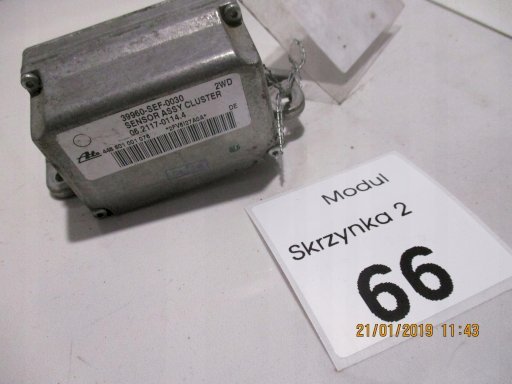 39960-SEF-0030 2WD
SENSOR ASSY CLUSTER
06.2117-0114.4
DE
Ate
Modul
Skrzynka 2
66
21/01/2019 11:43